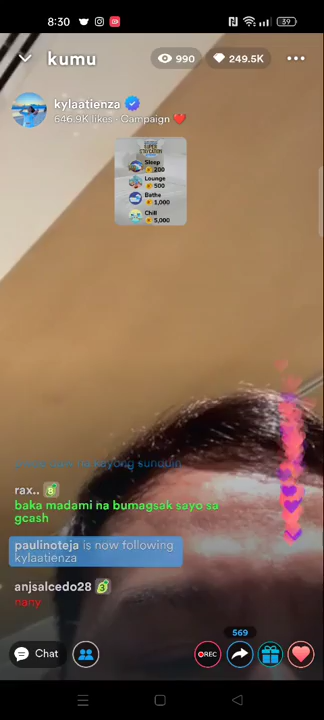 8:30
39
kumu
990
249.5K
kylaatienza
646.9K likes · Campaign ❤️
Sleep
200
Lounge
500
Bathe
1,000
Chill
5,000
rax..
8
baka madami na bumagsak sayo sa
gcash
paulinoteja is now following
kylaatienza
anjsalcedo28
nany
569
Chat
REC